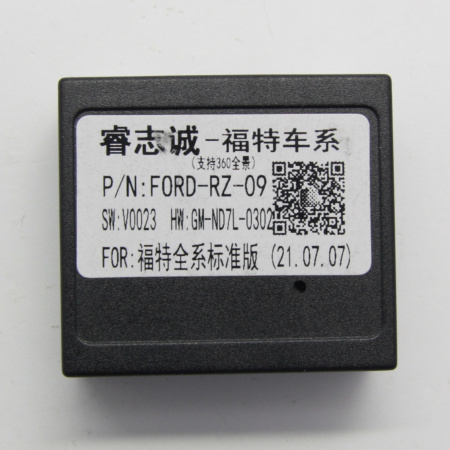 睿志诚-福特车系
(支持360全景)
P/N:FORD-RZ-09
SW:V0023 HW:GM-ND7L-0302
FOR:福特全系标准版 (21.07.07)